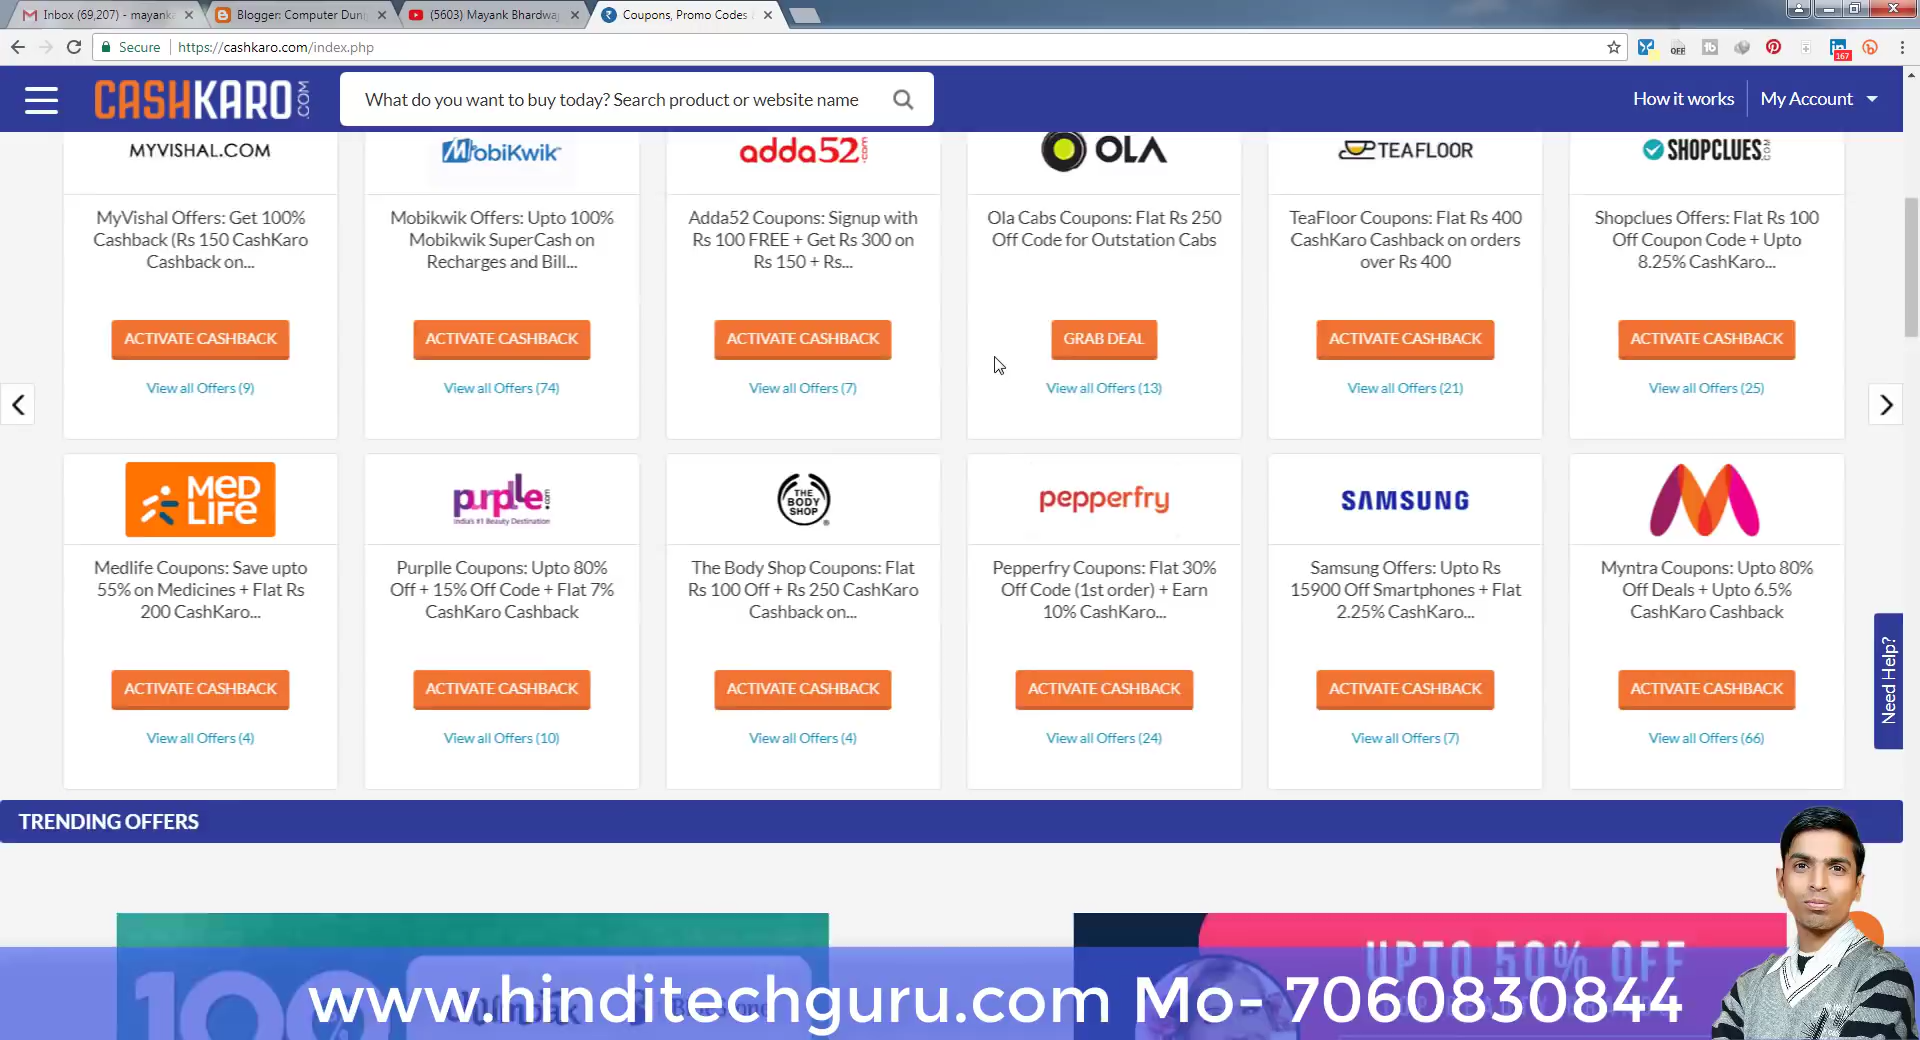 Inbox (69,207) - mayanka
Blogger: Computer Dun
(5603) Mayank Bhardwa
Coupons, Promo Codes
Secure
https://cashkaro.com/index.php
OFF
167
CASHKARO.COM
What do you want to buy today? Search product or website name
How it works
My Account
MYVISHAL.COM
MobiKwik
adda52.com
OLA
TEAFLOOR
SHOPCLUES.COM
MyVishal Offers: Get 100%
Cashback (Rs 150 CashKaro
Cashback on...
Mobikwik Offers: Upto 100%
Mobikwik SuperCash on
Recharges and Bill...
Adda52 Coupons: Signup with
Rs 100 FREE + Get Rs 300 on
Rs 150 + Rs...
Ola Cabs Coupons: Flat Rs 250
Off Code for Outstation Cabs
TeaFloor Coupons: Flat Rs 400
CashKaro Cashback on orders
over Rs 400
Shopclues Offers: Flat Rs 100
Off Coupon Code + Upto
8.25% CashKaro...
ACTIVATE CASHBACK
ACTIVATE CASHBACK
ACTIVATE CASHBACK
GRAB DEAL
ACTIVATE CASHBACK
ACTIVATE CASHBACK
View all Offers (9)
View all Offers (74)
View all Offers (7)
View all Offers (13)
View all Offers (21)
View all Offers (25)
MED
LIFE
purplle.com
India's #1 Beauty Destination
THE
BODY
SHOP
pepperfry
SAMSUNG
Medlife Coupons: Save upto
55% on Medicines + Flat Rs
200 CashKaro...
Purplle Coupons: Upto 80%
Off + 15% Off Code + Flat 7%
CashKaro Cashback
The Body Shop Coupons: Flat
Rs 100 Off + Rs 250 CashKaro
Cashback on...
Pepperfry Coupons: Flat 30%
Off Code (1st order) + Earn
10% CashKaro...
Samsung Offers: Upto Rs
15900 Off Smartphones + Flat
2.25% CashKaro...
Myntra Coupons: Upto 80%
Off Deals + Upto 6.5%
CashKaro Cashback
ACTIVATE CASHBACK
ACTIVATE CASHBACK
ACTIVATE CASHBACK
ACTIVATE CASHBACK
ACTIVATE CASHBACK
ACTIVATE CASHBACK
View all Offers (4)
View all Offers (10)
View all Offers (4)
View all Offers (24)
View all Offers (7)
View all Offers (66)
Need Help?
TRENDING OFFERS
100%
UPTO 50% OFF
www.hinditechguru.com Mo- 7060830844